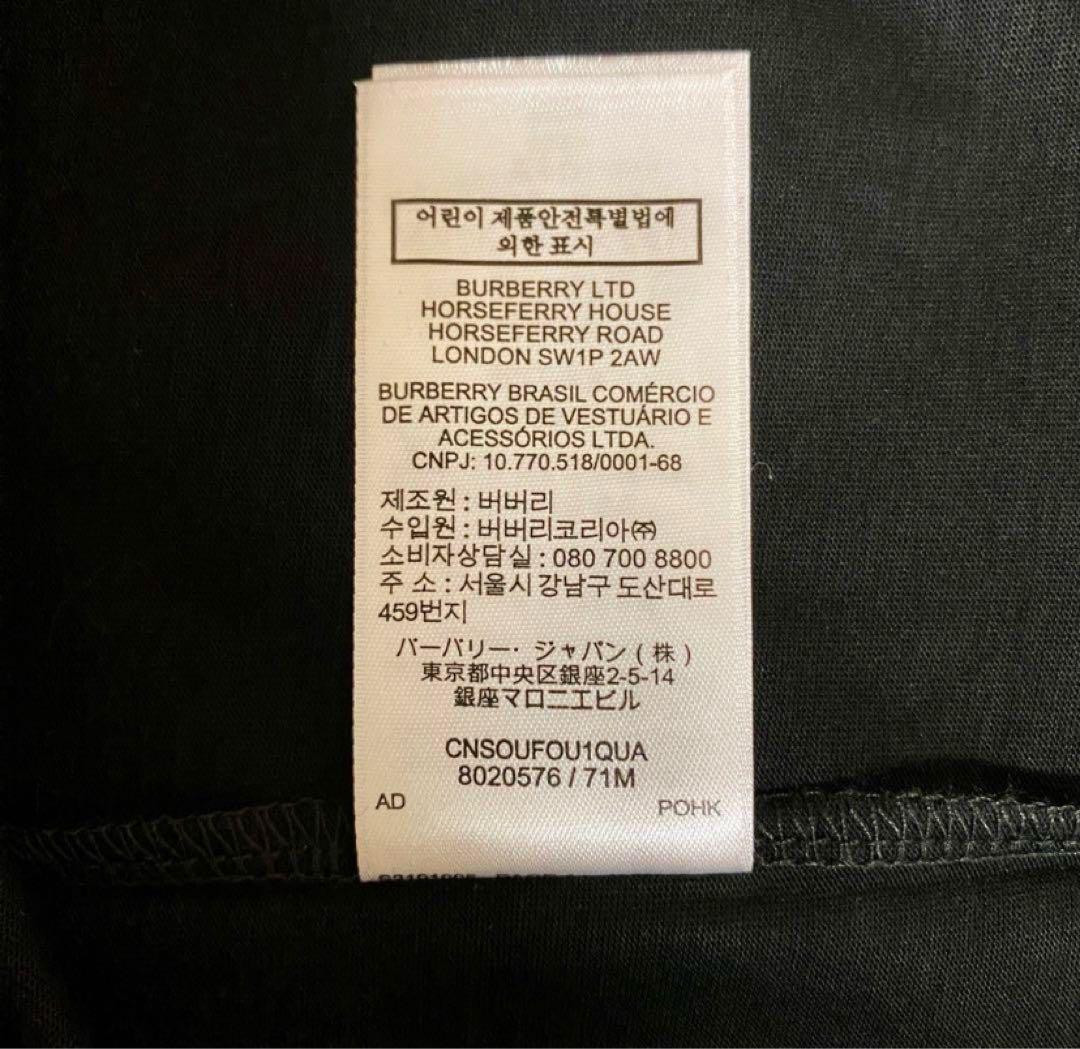 어린이 제품안전특별법에
의한 표시
BURBERRY LTD
HORSEFERRY HOUSE
HORSEFERRY ROAD
LONDON SW1P 2AW
BURBERRY BRASIL COMÉRCIO
DE ARTIGOS DE VESTUÁRIO E
ACESSÓRIOS LTDA.
CNPJ: 10.770.518/0001-68
제조원 : 버버리
수입원 : 버버리코리아㈜
소비자상담실 : 080 700 8800
주 소 : 서울시 강남구 도산대로
459번지
バーバリー・ジャパン ( 株 )
東京都中央区銀座2-5-14
銀座マロニエビル
CNSOUFOU1QUA
8020576 / 71M
AD
POHK